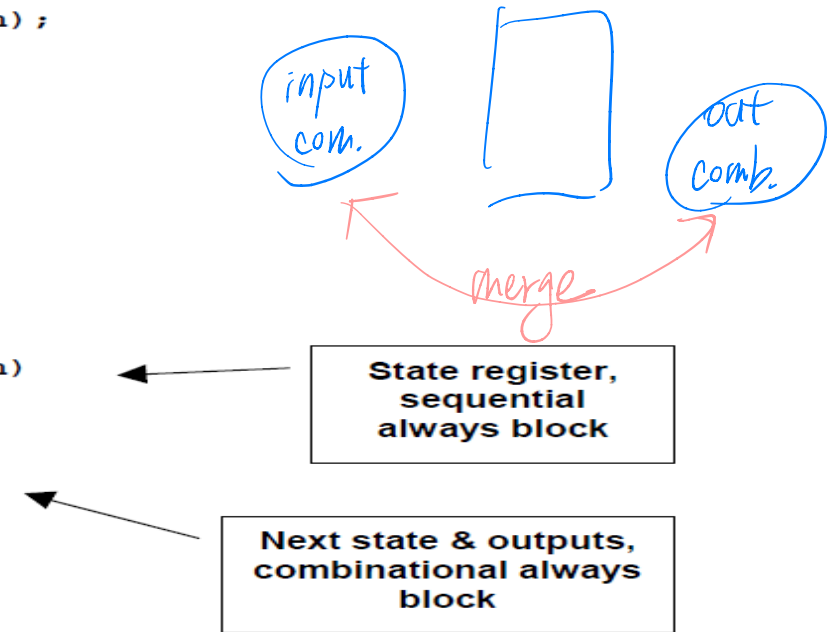 n) ;
input
com.
out
comb.
merge
n)
State register,
sequential
always block
Next state & outputs,
combinational always
block